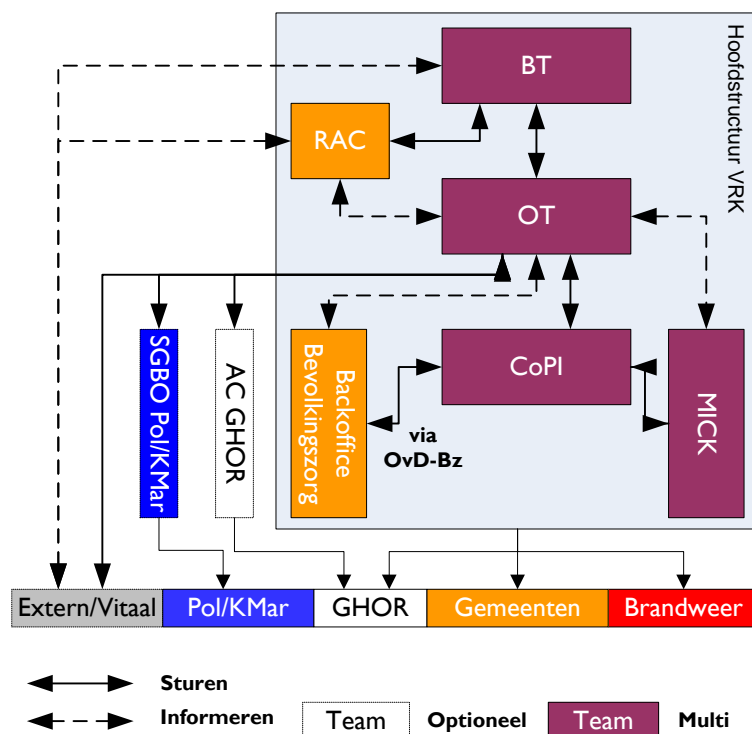 Hoofdstructuur VRK
BT
RAC
OT
SGBO Pol/KMar
AC GHOR
Backoffice
Bevolkingszorg
CoPI
MICK
via
OvD-Bz
Extern/Vitaal
Pol/KMar
GHOR
Gemeenten
Brandweer
Sturen
Informeren
Team
Optioneel
Team
Multi